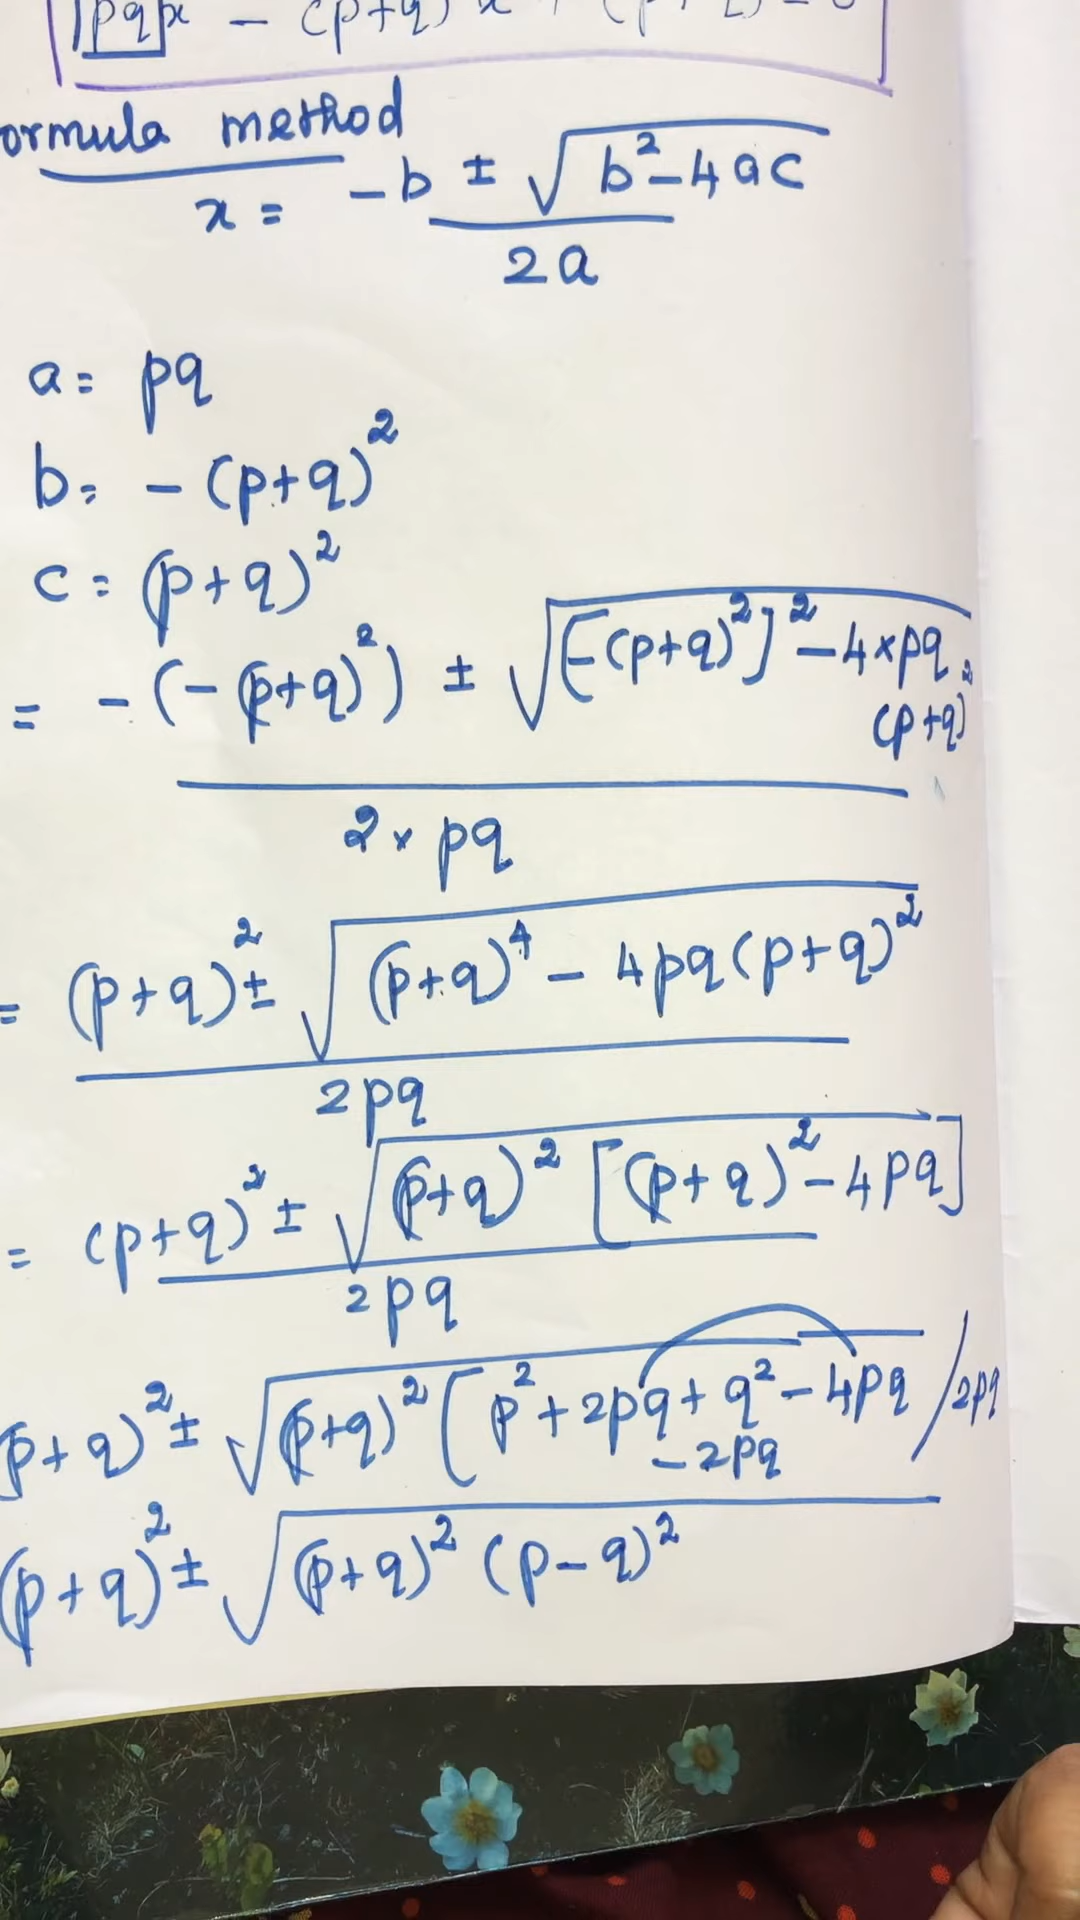 pqx - (p+q) x
ormula method
x = -b ± √b²-4ac
2a
a= pq
b= -(p+q)²
c= (p+q)²
= -(-(p+q)²) ± √[-(p+q)²]²-4×pq
(p+q)²
2× pq
= (p+q)² ± √(p+q)⁴ - 4pq(p+q)²
2pq
= (p+q)² ± √(p+q)² [(p+q)²-4pq]
2pq
p+q)² ± √(p+q)² (p²+2pq+q²-4pq /2pq
-2pq
(p+q)² ± √(p+q)² (p-q)²